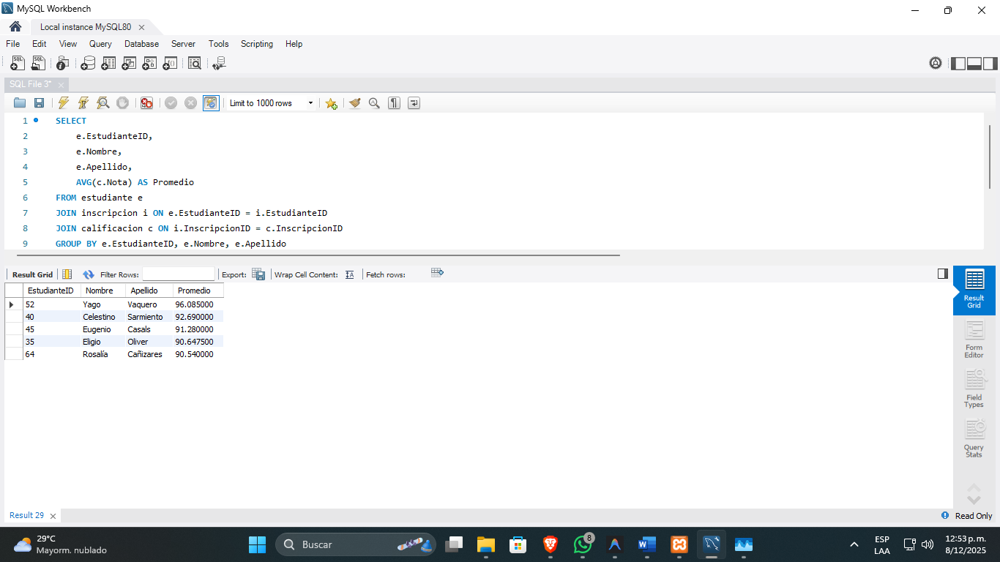 MySQL Workbench
Local instance MySQL80
File Edit View Query Database Server Tools Scripting Help
SQL File 3*
Limit to 1000 rows
1 SELECT
2 e.EstudianteID,
3 e.Nombre,
4 e.Apellido,
5 AVG(c.Nota) AS Promedio
6 FROM estudiante e
7 JOIN inscripcion i ON e.EstudianteID = i.EstudianteID
8 JOIN calificacion c ON i.InscripcionID = c.InscripcionID
9 GROUP BY e.EstudianteID, e.Nombre, e.Apellido
Result Grid Filter Rows: Export: Wrap Cell Content: Fetch rows:
EstudianteID Nombre Apellido Promedio
52 Yago Vaquero 96.085000
40 Celestino Sarmiento 92.690000
45 Eugenio Casals 91.280000
35 Eligio Oliver 90.647500
64 Rosalía Cañizares 90.540000
Result
Grid
Form
Editor
Field
Types
Query
Stats
Result 29
Read Only
29°C
Mayorm. nublado
Buscar
8
ESP
LAA
12:53 p.m.
8/12/2025